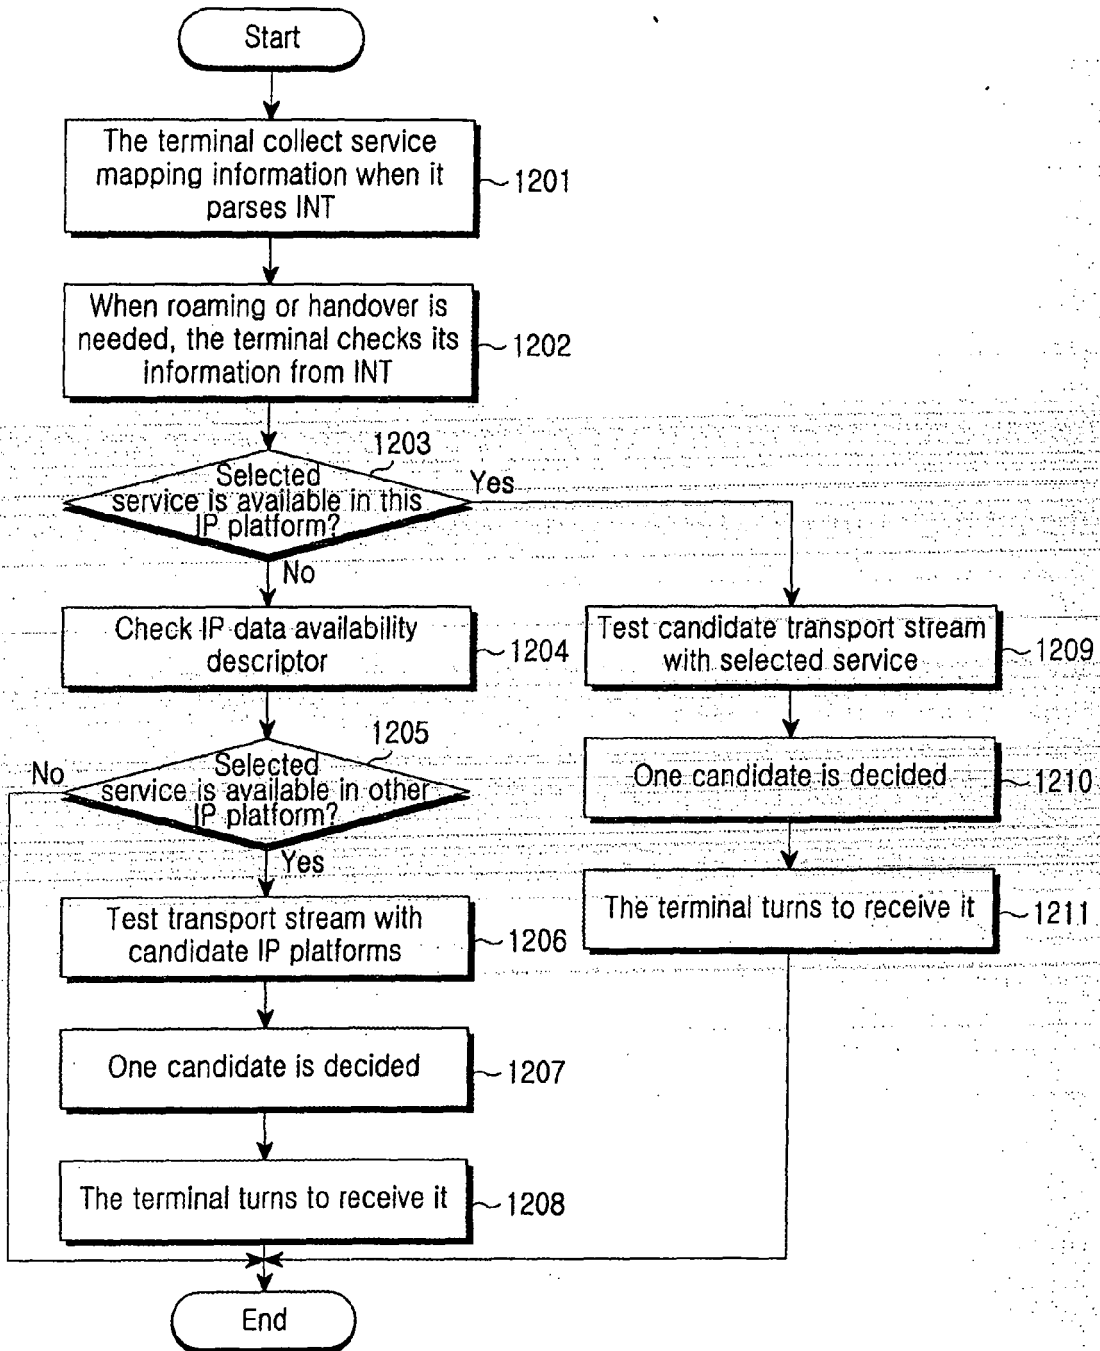 Start
The terminal collect service
mapping information when it
parses INT
1201
When roaming or handover is
needed, the terminal checks its
information from INT
1202
1203
Selected
service is available in this
IP platform?
Yes
No
Check IP data availability
descriptor
1204
Test candidate transport stream
with selected service
1209
1205
Selected
service is available in other
IP platform?
No
Yes
One candidate is decided
1210
Test transport stream with
candidate IP platforms
1206
The terminal turns to receive it
1211
One candidate is decided
1207
The terminal turns to receive it
1208
End